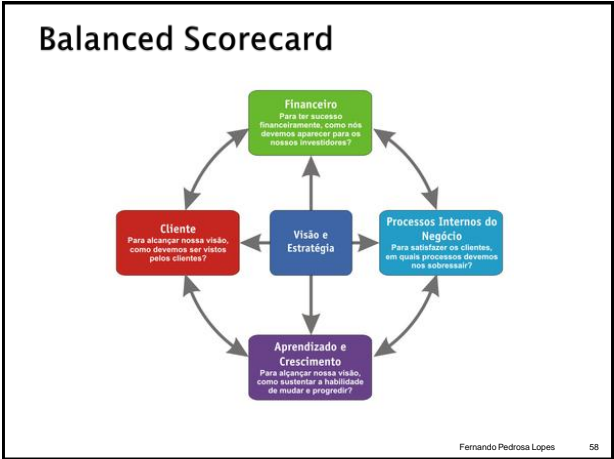 Balanced Scorecard
Financeiro
Para ter sucesso
financeiramente, como nós
devemos aparecer para os
nossos investidores?
Cliente
Para alcançar nossa visão,
como devemos ser vistos
pelos clientes?
Visão e
Estratégia
Processos Internos do
Negócio
Para satisfazer os clientes,
em quais processos devemos
nos sobressair?
Aprendizado e
Crescimento
Para alçançar nossa visão,
como sustentar a habilidade
de mudar e progredir?
Fernando Pedrosa Lopes 58